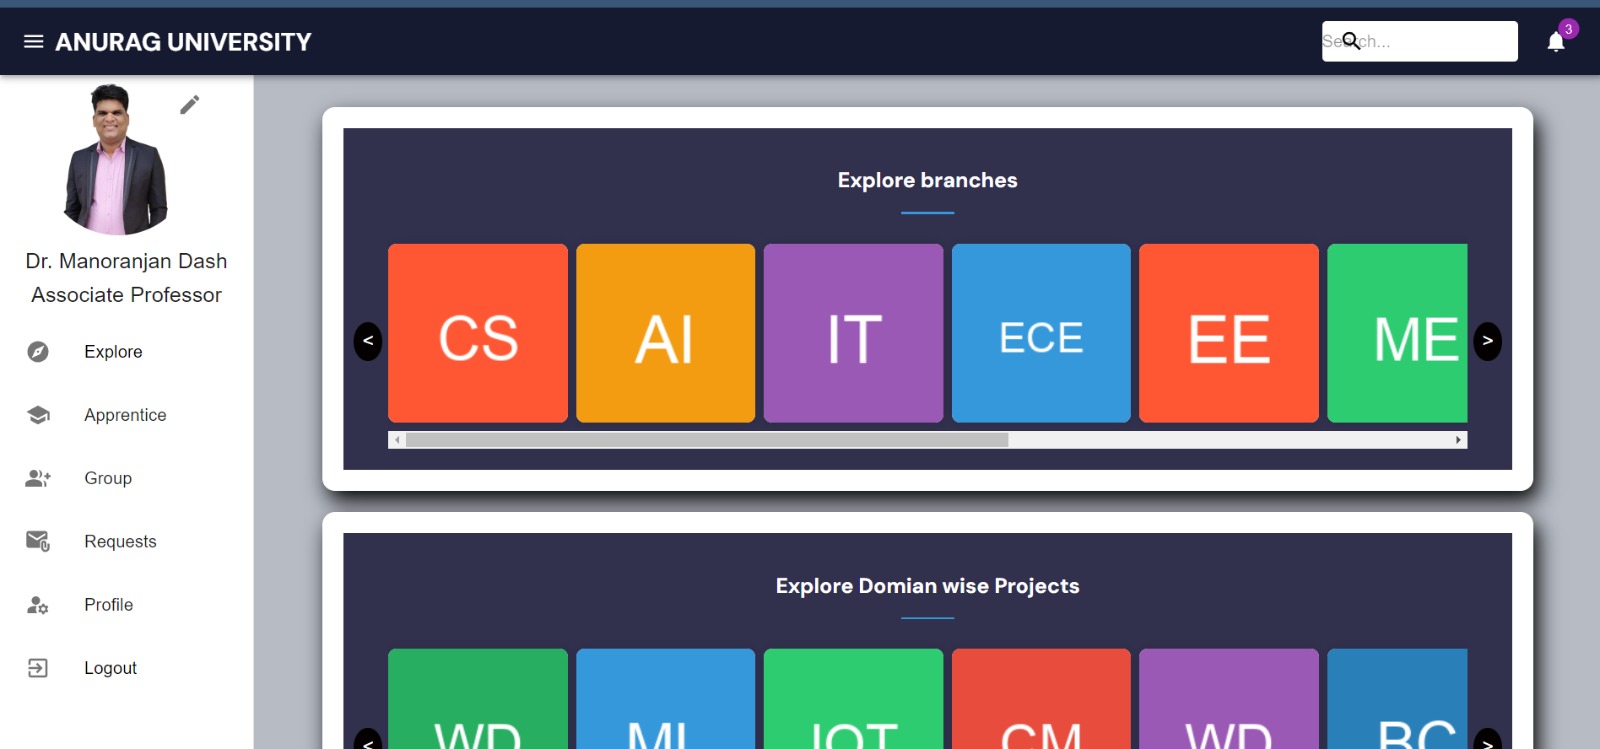 ANURAG UNIVERSITY
Search...
3
Dr. Manoranjan Dash
Associate Professor
Explore
Apprentice
Group
Requests
Profile
Logout
Explore branches
<
CS
AI
IT
ECE
EE
ME
>
Explore Domian wise Projects
<
WD
ML
IOT
CM
WD
BC
>